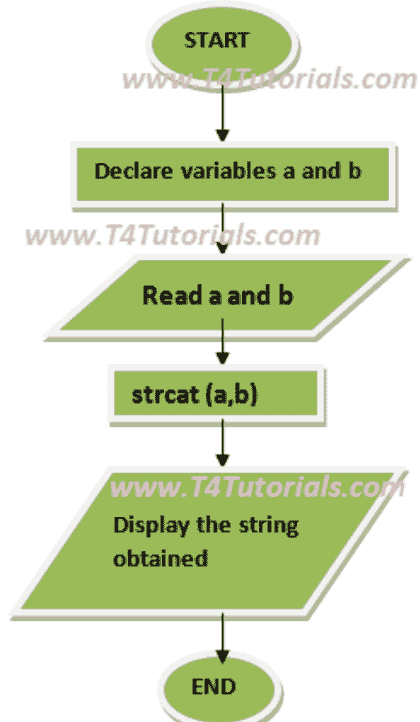 START
www.T4Tutorials.com
Declare variables a and b
www.T4Tutorials.com
Read a and b
strcat (a,b)
www.T4Tutorials.com
Display the string
obtained
END